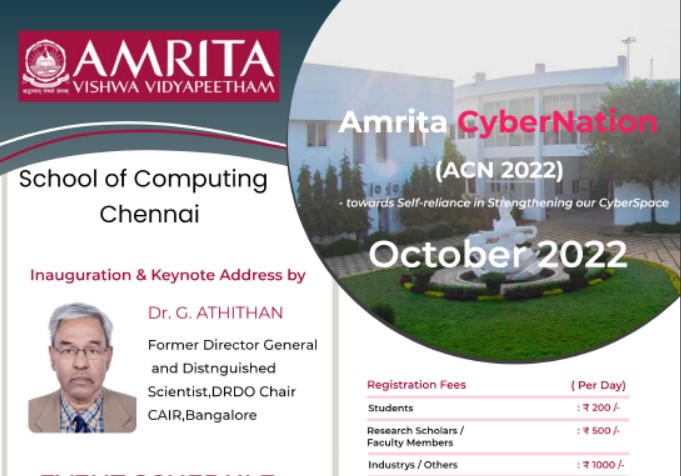 AMRITA
VISHWA VIDYAPEETHAM
School of Computing
Chennai
Amrita CyberNation
(ACN 2022)
- towards Self-reliance in Strengthening our CyberSpace
October 2022
Inauguration & Keynote Address by
Dr. G. ATHITHAN
Former Director General
and Distnguished
Scientist,DRDO Chair
CAIR,Bangalore
Registration Fees ( Per Day)
Students : ₹ 200 /-
Research Scholars / : ₹ 500 /-
Faculty Members
Industrys / Others : ₹ 1000 /-